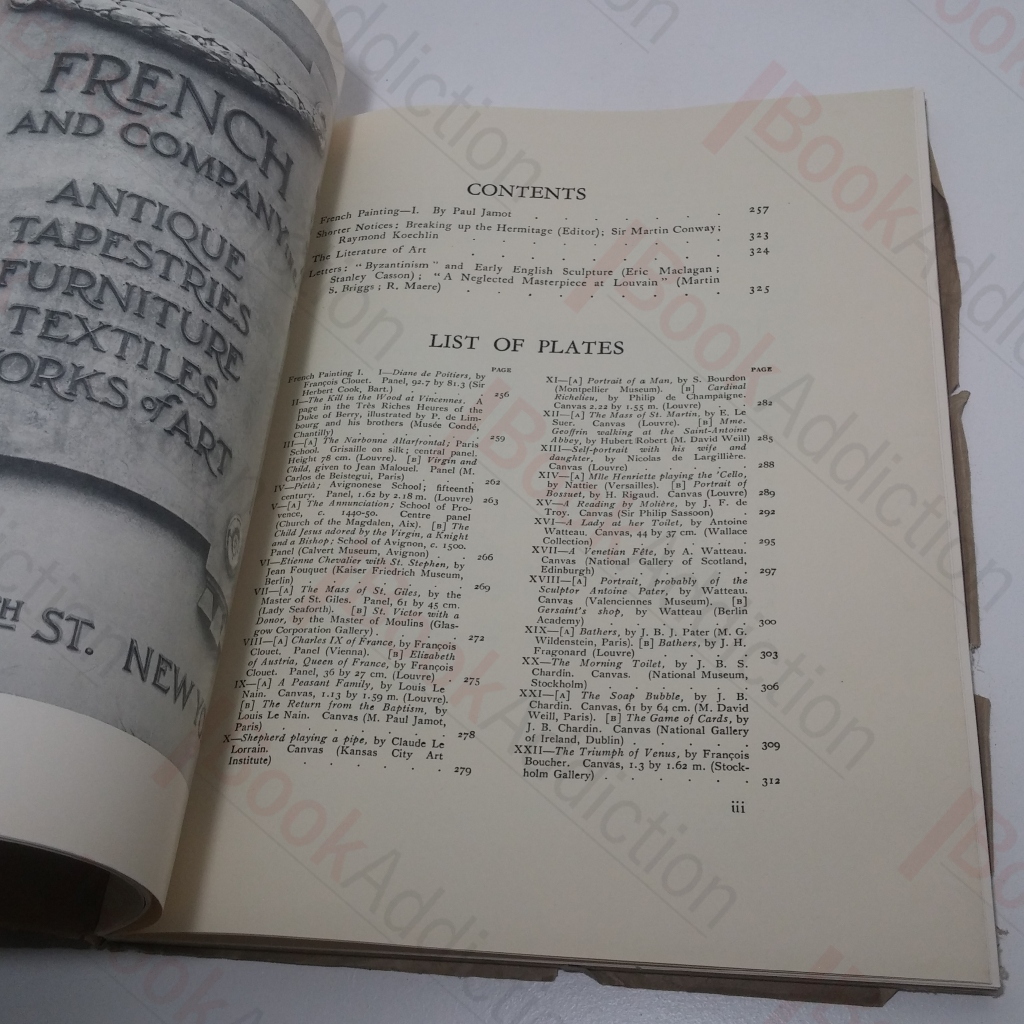 FRENCH
AND COMPANY
ANTIQUE
TAPESTRIES
FURNITURE
TEXTILES
ORKS of ART
TH ST. NEW YO
CONTENTS
French Painting—I. By Paul Jamot . . . . . . . 257
Shorter Notices; Breaking up the Hermitage (Editor); Sir Martin Conway;
Raymond Koechlin . . . . . . . 323
The Literature of Art . . . . . . . 324
Letters: "Byzantinism" and Early English Sculpture (Eric Maclagan;
Stanley Casson); "A Neglected Masterpiece at Louvain" (Martin
S. Briggs; R. Maere) . . . . . . . 325
LIST OF PLATES
PAGE
French Painting I. I—Diane de Poitiers, by
François Clouet. Panel, 92.7 by 81.3 (Sir
Herbert Cook, Bart.) . . . . 256
II—The Kill in the Wood at Vincennes. A
page in the Très Riches Heures of the
Duke of Berry, illustrated by P. de Lim-
bourg and his brothers (Musée Condé,
Chantilly) . . . . . 259
III—[A] The Narbonne Altarfrontal; Paris
School. Grisaille on silk; central panel.
Height 78 cm. (Louvre). [B] Virgin and
Child, given to Jean Malouel. Panel (M.
Carlos de Beistegui, Paris) . . . 262
IV—Pietà; Avignonese School; fifteenth
century. Panel, 1.62 by 2.18 m. (Louvre) 263
V—[A] The Annunciation; School of Pro-
vence, c. 1440-50. Centre panel
(Church of the Magdalen, Aix). [B] The
Child Jesus adored by the Virgin, a Knight
and a Bishop; School of Avignon, c. 1500.
Panel (Calvert Museum, Avignon) . . 266
VI—Etienne Chevalier with St. Stephen, by
Jean Fouquet (Kaiser Friedrich Museum,
Berlin) . . . . . . 269
VII—[A] The Mass of St. Giles, by the
Master of St. Giles. Panel, 61 by 45 cm.
(Lady Seaforth). [B] St. Victor with a
Donor, by the Master of Moulins (Glas-
gow Corporation Gallery) . . . . 272
VIII—[A] Charles IX of France, by François
Clouet. Panel (Vienna). [B] Elizabeth
of Austria, Queen of France, by François
Clouet. Panel, 36 by 27 cm. (Louvre) . 275
IX—[A] A Peasant Family, by Louis Le
Nain. Canvas, 1.13 by 1.59 m. (Louvre).
[B] The Return from the Baptism, by
Louis Le Nain. Canvas (M. Paul Jamot,
Paris) . . . . . . 278
X—Shepherd playing a pipe, by Claude Le
Lorrain. Canvas (Kansas City Art
Institute) . . . . . . 279
PAGE
XI—[A] Portrait of a Man, by S. Bourdon
(Montpellier Museum). [B] Cardinal
Richelieu, by Philip de Champaigne.
Canvas 2.22 by 1.55 m. (Louvre) . . 282
XII—[A] The Mass of St. Martin, by E. Le
Suer. Canvas (Louvre). [B] Mme.
Geoffrin walking at the Saint-Antoine
Abbey, by Hubert Robert (M. David Weill) 285
XIII—Self-portrait with his wife and
daughter, by Nicolas de Largillière.
Canvas (Louvre) . . . . . 288
XIV—[A] Mlle Henriette playing the 'Cello,
by Nattier (Versailles). [B] Portrait of
Bossuet, by H. Rigaud. Canvas (Louvre) 289
XV—A Reading by Molière, by J. F. de
Troy. Canvas (Sir Philip Sassoon) . . 292
XVI—A Lady at her Toilet, by Antoine
Watteau. Canvas, 44 by 37 cm. (Wallace
Collection) . . . . . . 295
XVII—A Venetian Fête, by A. Watteau.
Canvas (National Gallery of Scotland,
Edinburgh) . . . . . . 297
XVIII—[A] Portrait, probably of the
Sculptor Antoine Pater, by Watteau.
Canvas (Valenciennes Museum). [B]
Gersaint's shop, by Watteau (Berlin
Academy) . . . . . . 300
XIX—[A] Bathers, by J. B. J. Pater (M. G.
Wildenstein, Paris). [B] Bathers, by J. H.
Fragonard (Louvre) . . . . 303
XX—The Morning Toilet, by J. B. S.
Chardin. Canvas. (National Museum,
Stockholm) . . . . . . 306
XXI—[A] The Soap Bubble, by J. B.
Chardin. Canvas, 61 by 64 cm. (M. David
Weill, Paris). [B] The Game of Cards, by
J. B. Chardin. Canvas (National Gallery
of Ireland, Dublin) . . . . . 309
XXII—The Triumph of Venus, by François
Boucher. Canvas, 1.3 by 1.62 m. (Stock-
holm Gallery) . . . . . . 312
iii
BookAddiction